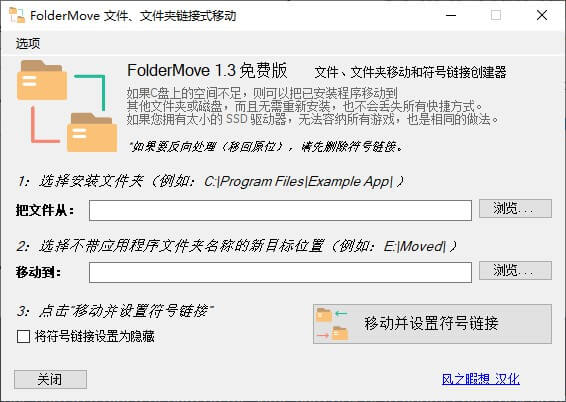 FolderMove 文件、文件夹链接式移动
选项
FolderMove 1.3 免费版 文件、文件夹移动和符号链接创建器
如果C盘上的空间不足，则可以把已安装程序移动到
其他文件夹或磁盘，而且无需重新安装，也不会丢失所有快捷方式。
如果您拥有太小的 SSD 驱动器，无法容纳所有游戏，也是相同的做法。
*如果要反向处理（移回原位），请先删除符号链接。
1: 选择安装文件夹（例如: C:\Program Files\Example App\ ）
把文件从: 浏览...
2: 选择不带应用程序文件夹名称的新目标位置（例如: E:\Moved\ ）
移动到: 浏览...
3: 点击"移动并设置符号链接"
移动并设置符号链接
将符号链接设置为隐藏
关闭
风之暇想 汉化